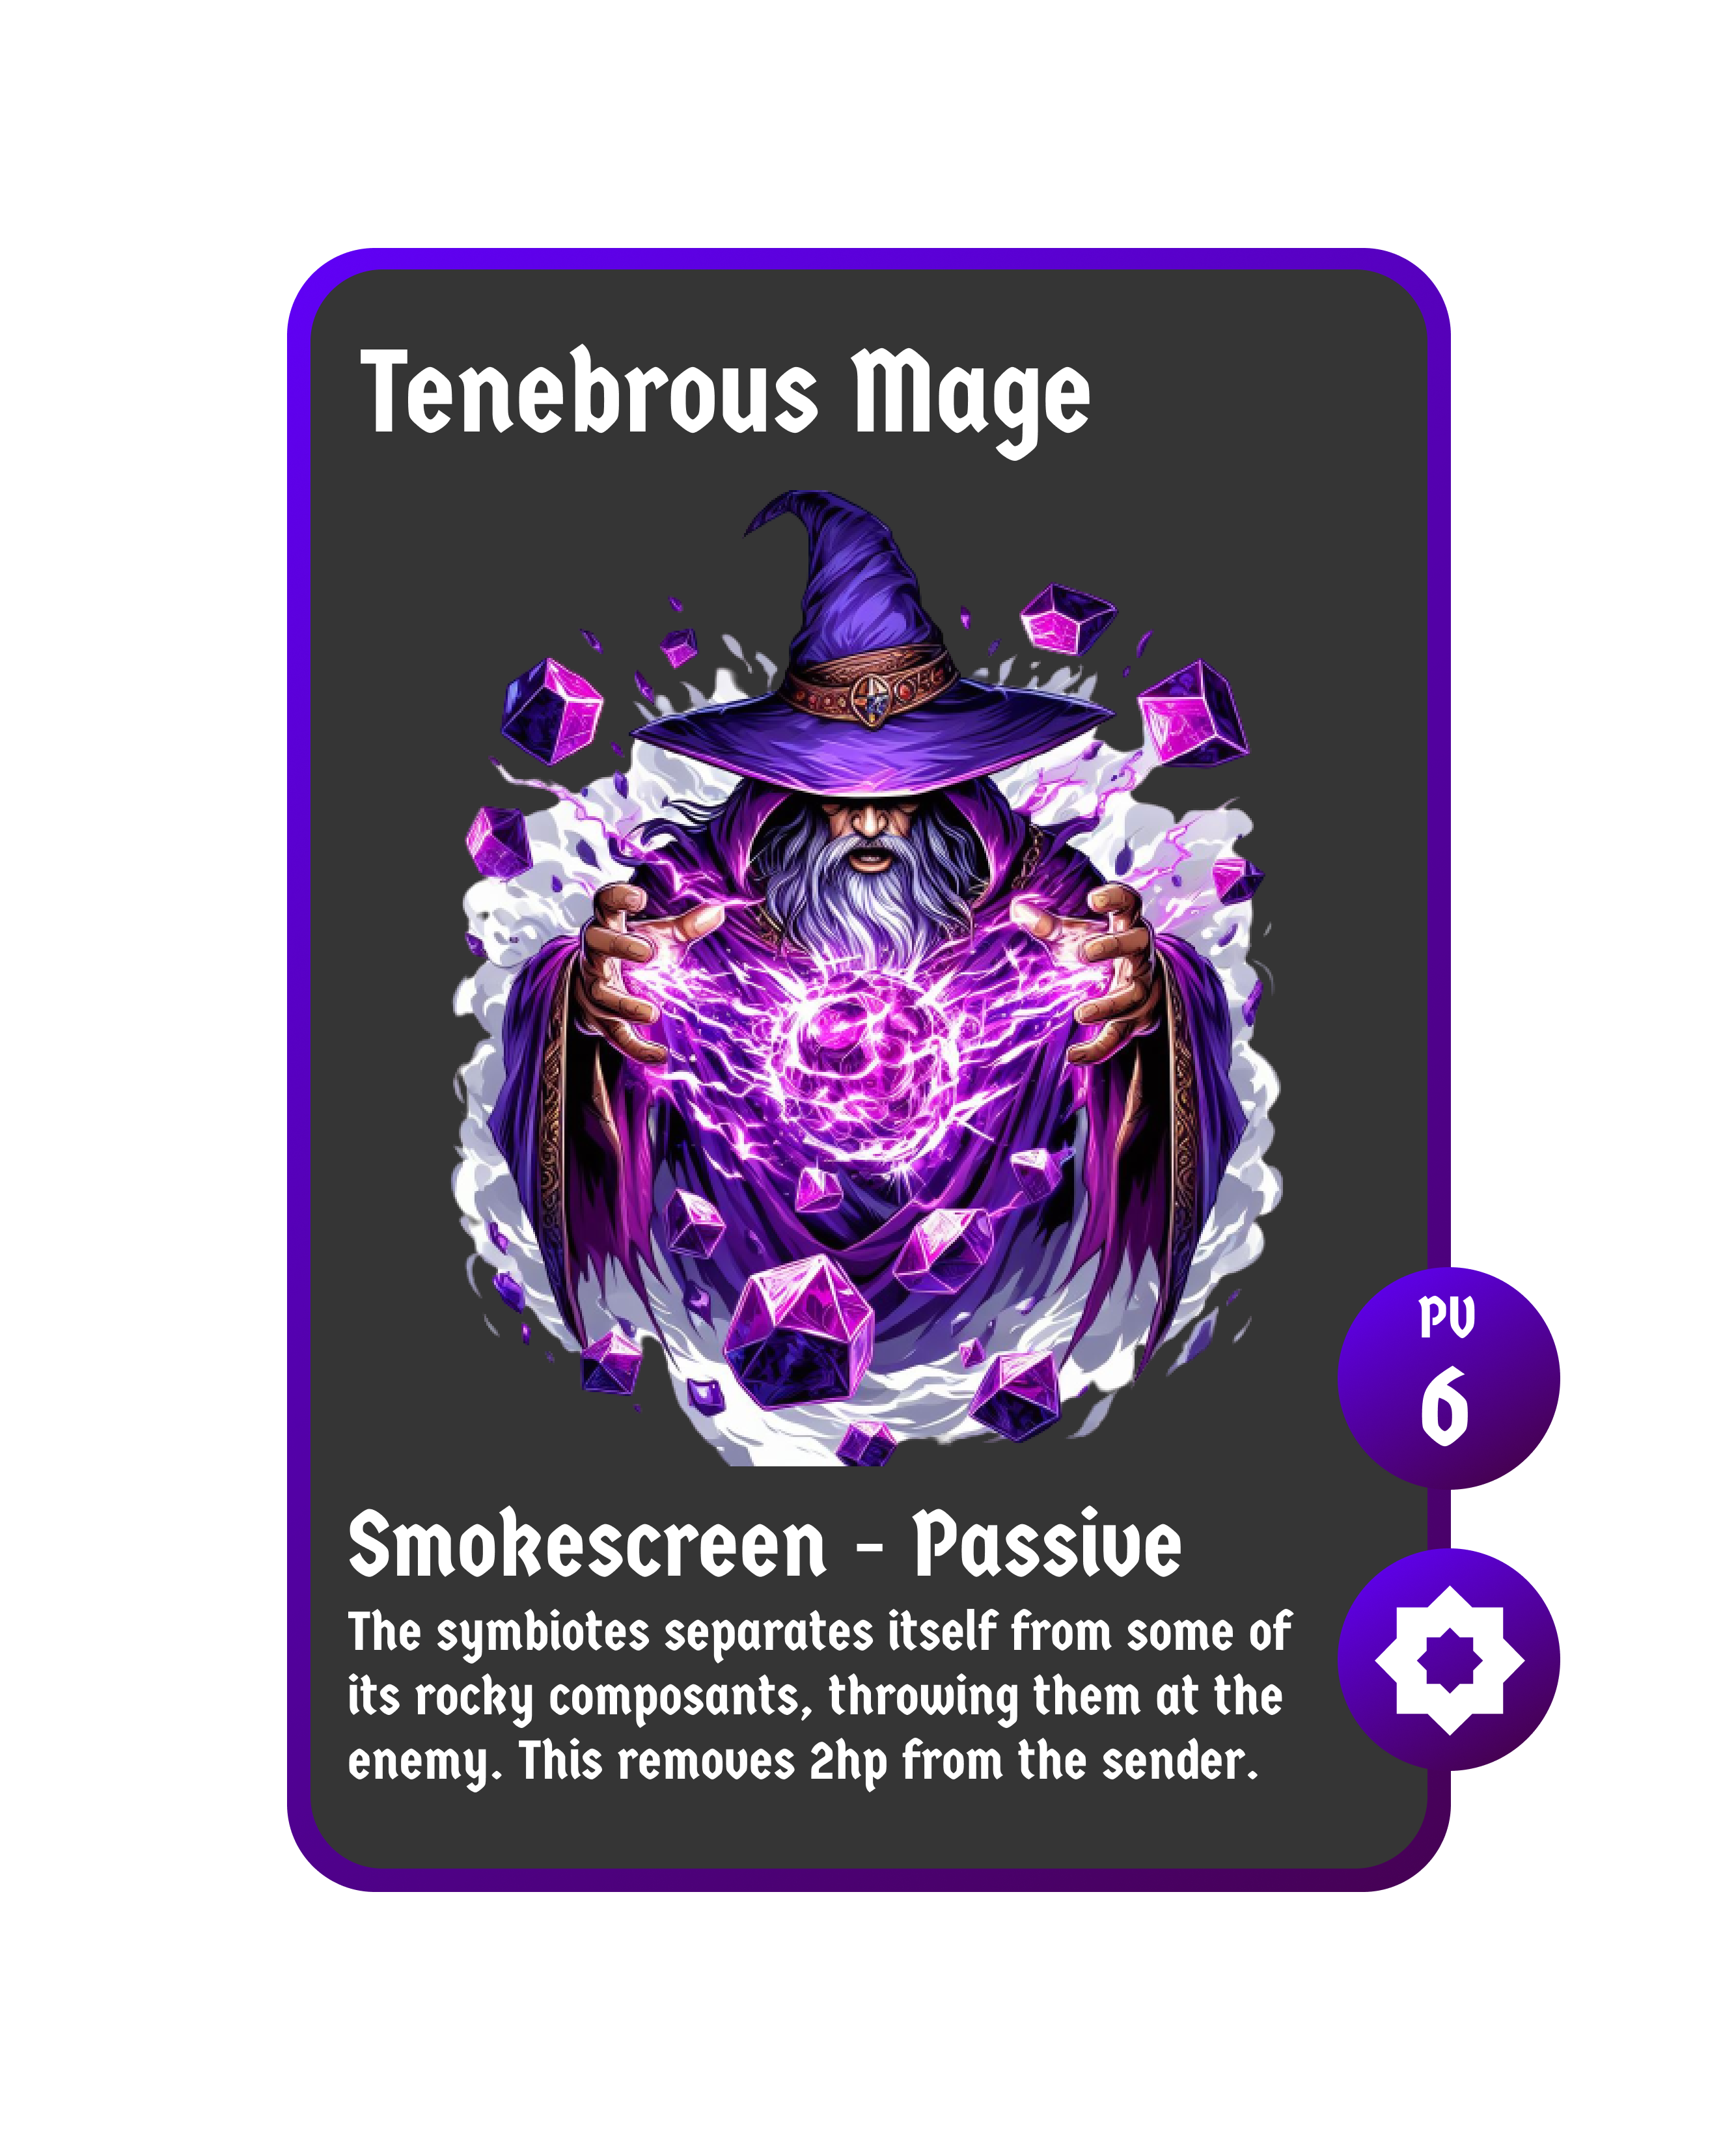 Tenebrous Mage
PV
6
Smokescreen - Passive
The symbiotes separates itself from some of
its rocky composants, throwing them at the
enemy. This removes 2hp from the sender.